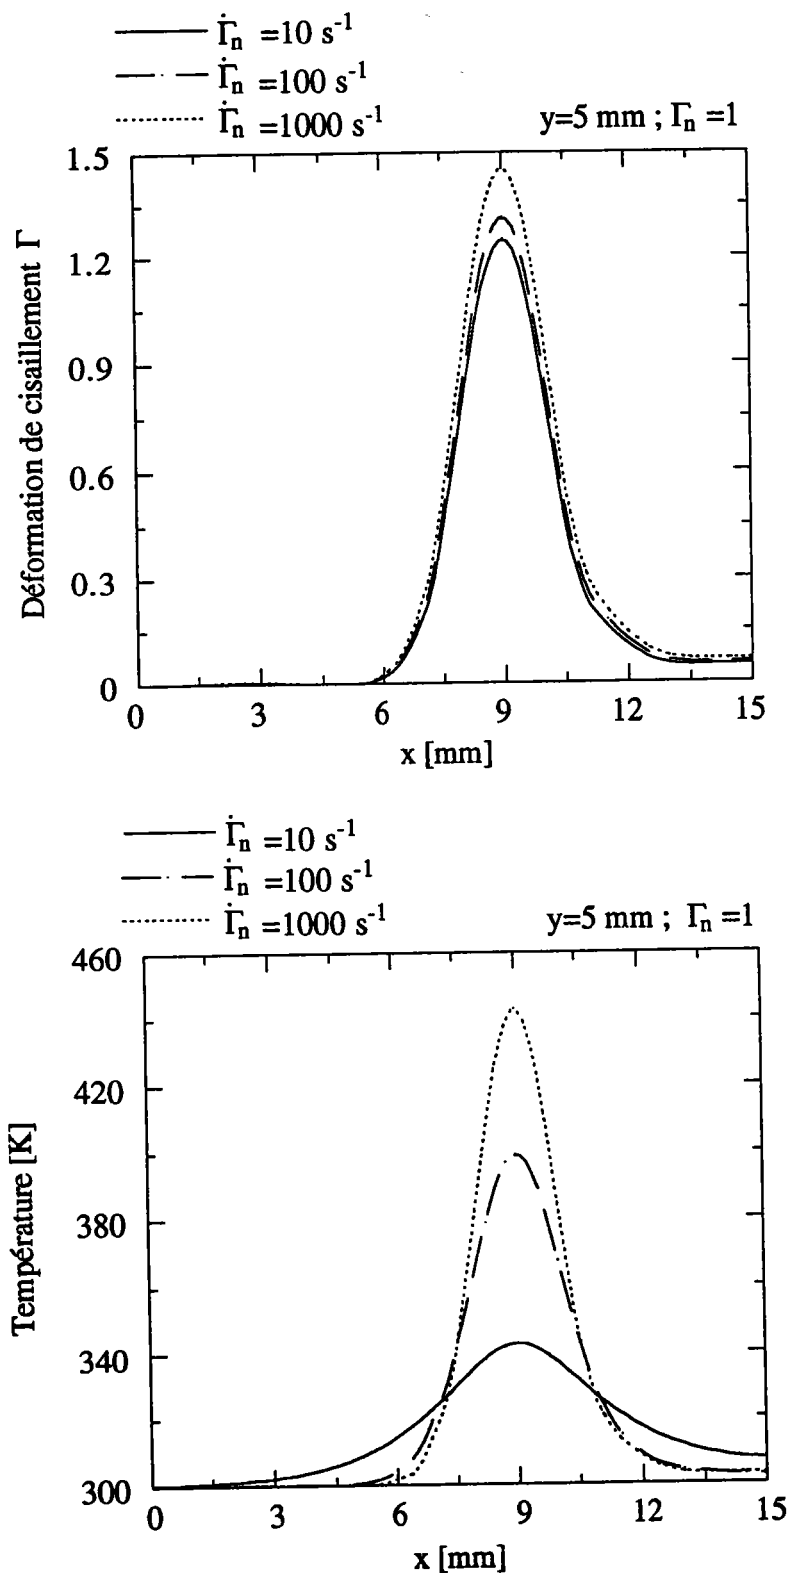 Γ̇n =10 s-1
Γ̇n =100 s-1
Γ̇n =1000 s-1
y=5 mm ; Γn =1
1.5
1.2
0.9
0.6
0.3
0
Déformation de cisaillement Γ
0 3 6 9 12 15
x [mm]
Γ̇n =10 s-1
Γ̇n =100 s-1
Γ̇n =1000 s-1
y=5 mm ; Γn =1
460
420
380
340
300
Température [K]
0 3 6 9 12 15
x [mm]